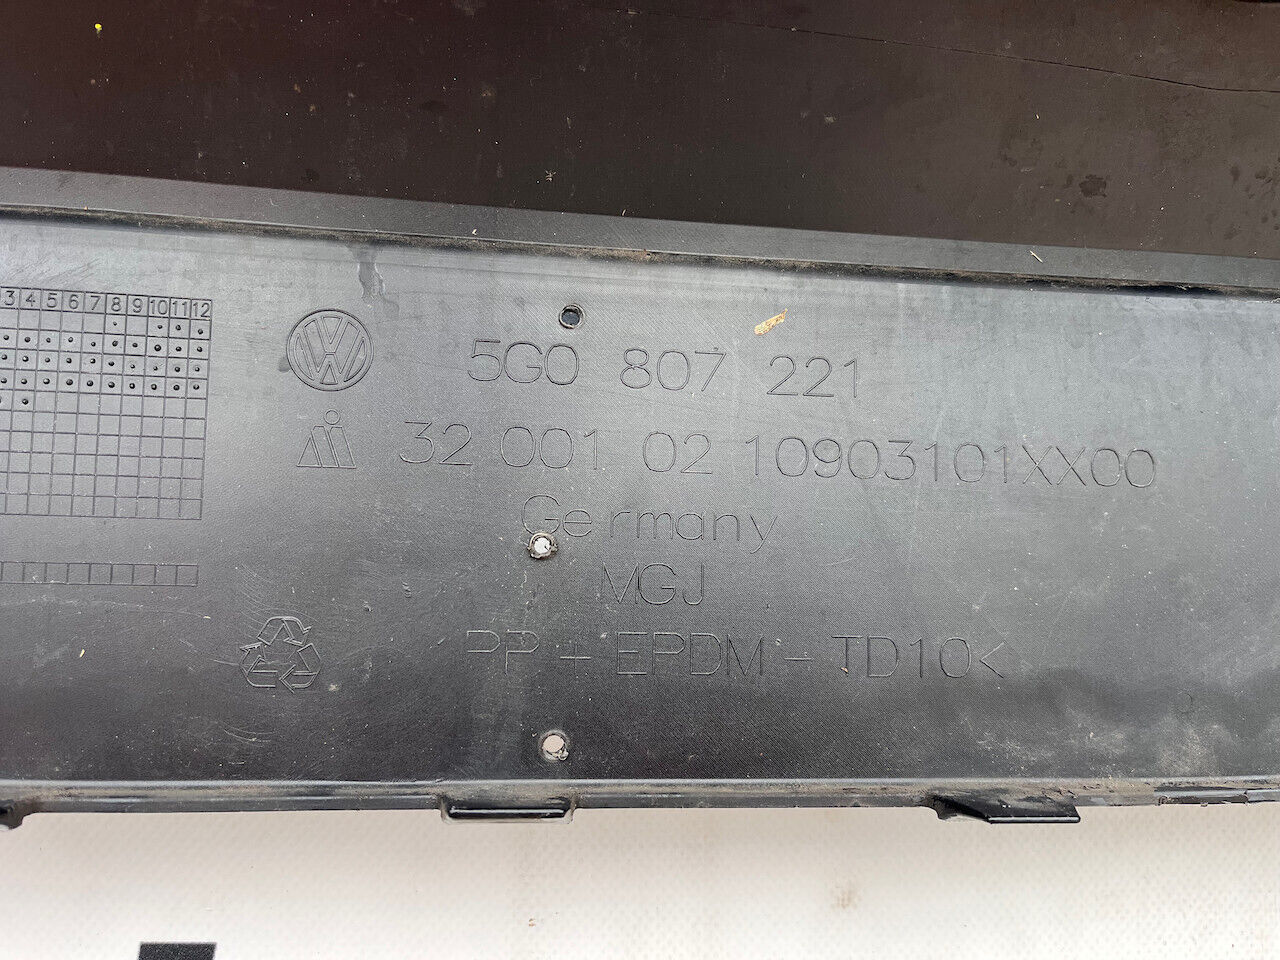 3 4 5 6 7 8 9 10 11 12
VW
5G0 807 221
32 001 02 10903101XX00
Germany
MGJ
PP + EPDM - TD10<